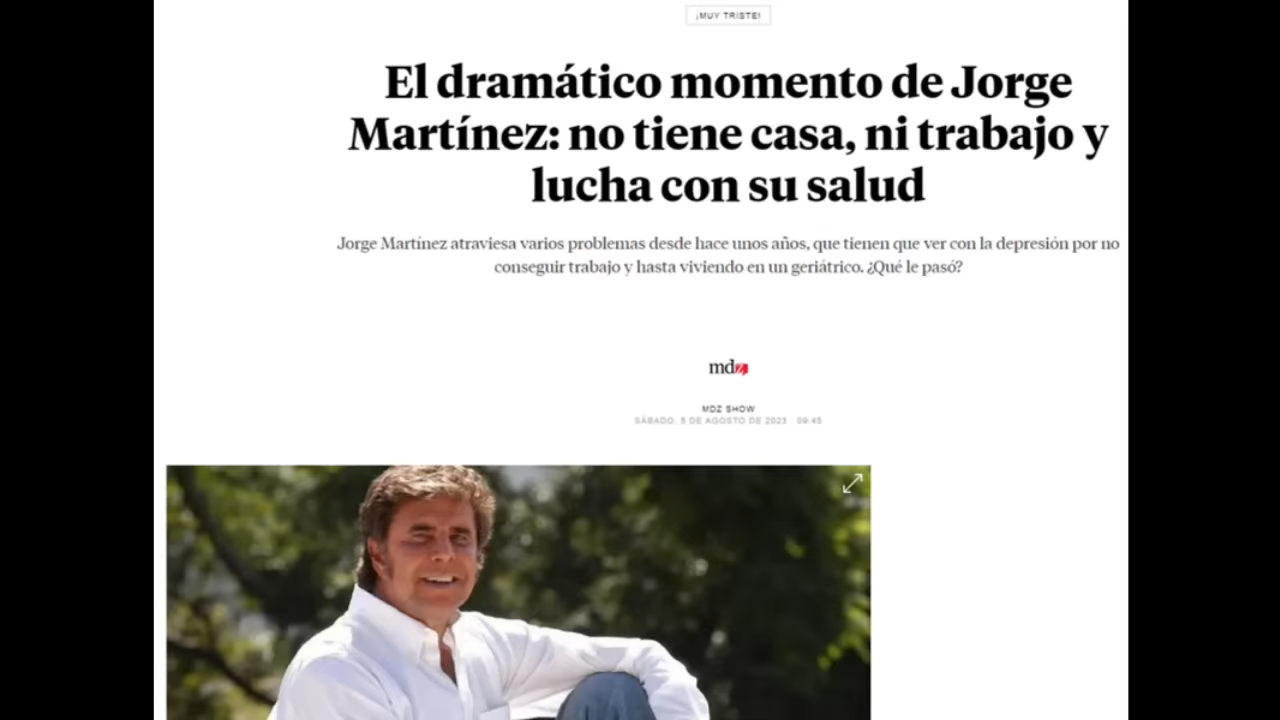 ¡MUY TRISTE!
El dramático momento de Jorge
Martínez: no tiene casa, ni trabajo y
lucha con su salud
Jorge Martínez atraviesa varios problemas desde hace unos años, que tienen que ver con la depresión por no
conseguir trabajo y hasta viviendo en un geriátrico. ¿Qué le pasó?
mdz
MDZ SHOW
SÁBADO, 5 DE AGOSTO DE 2023 · 09:45